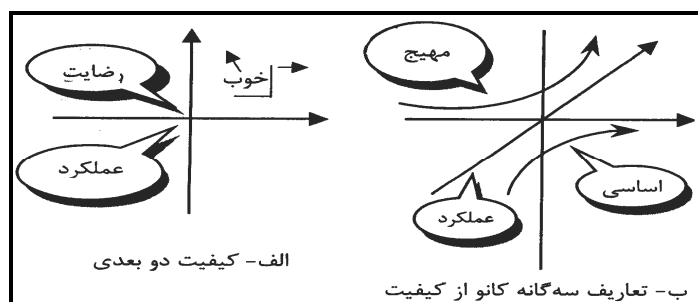 مهیج
رضایت
خوب
عملکرد
اساسی
عملکرد
الف- کیفیت دو بعدی
ب- تعاریف سه‌گانه کانو از کیفیت